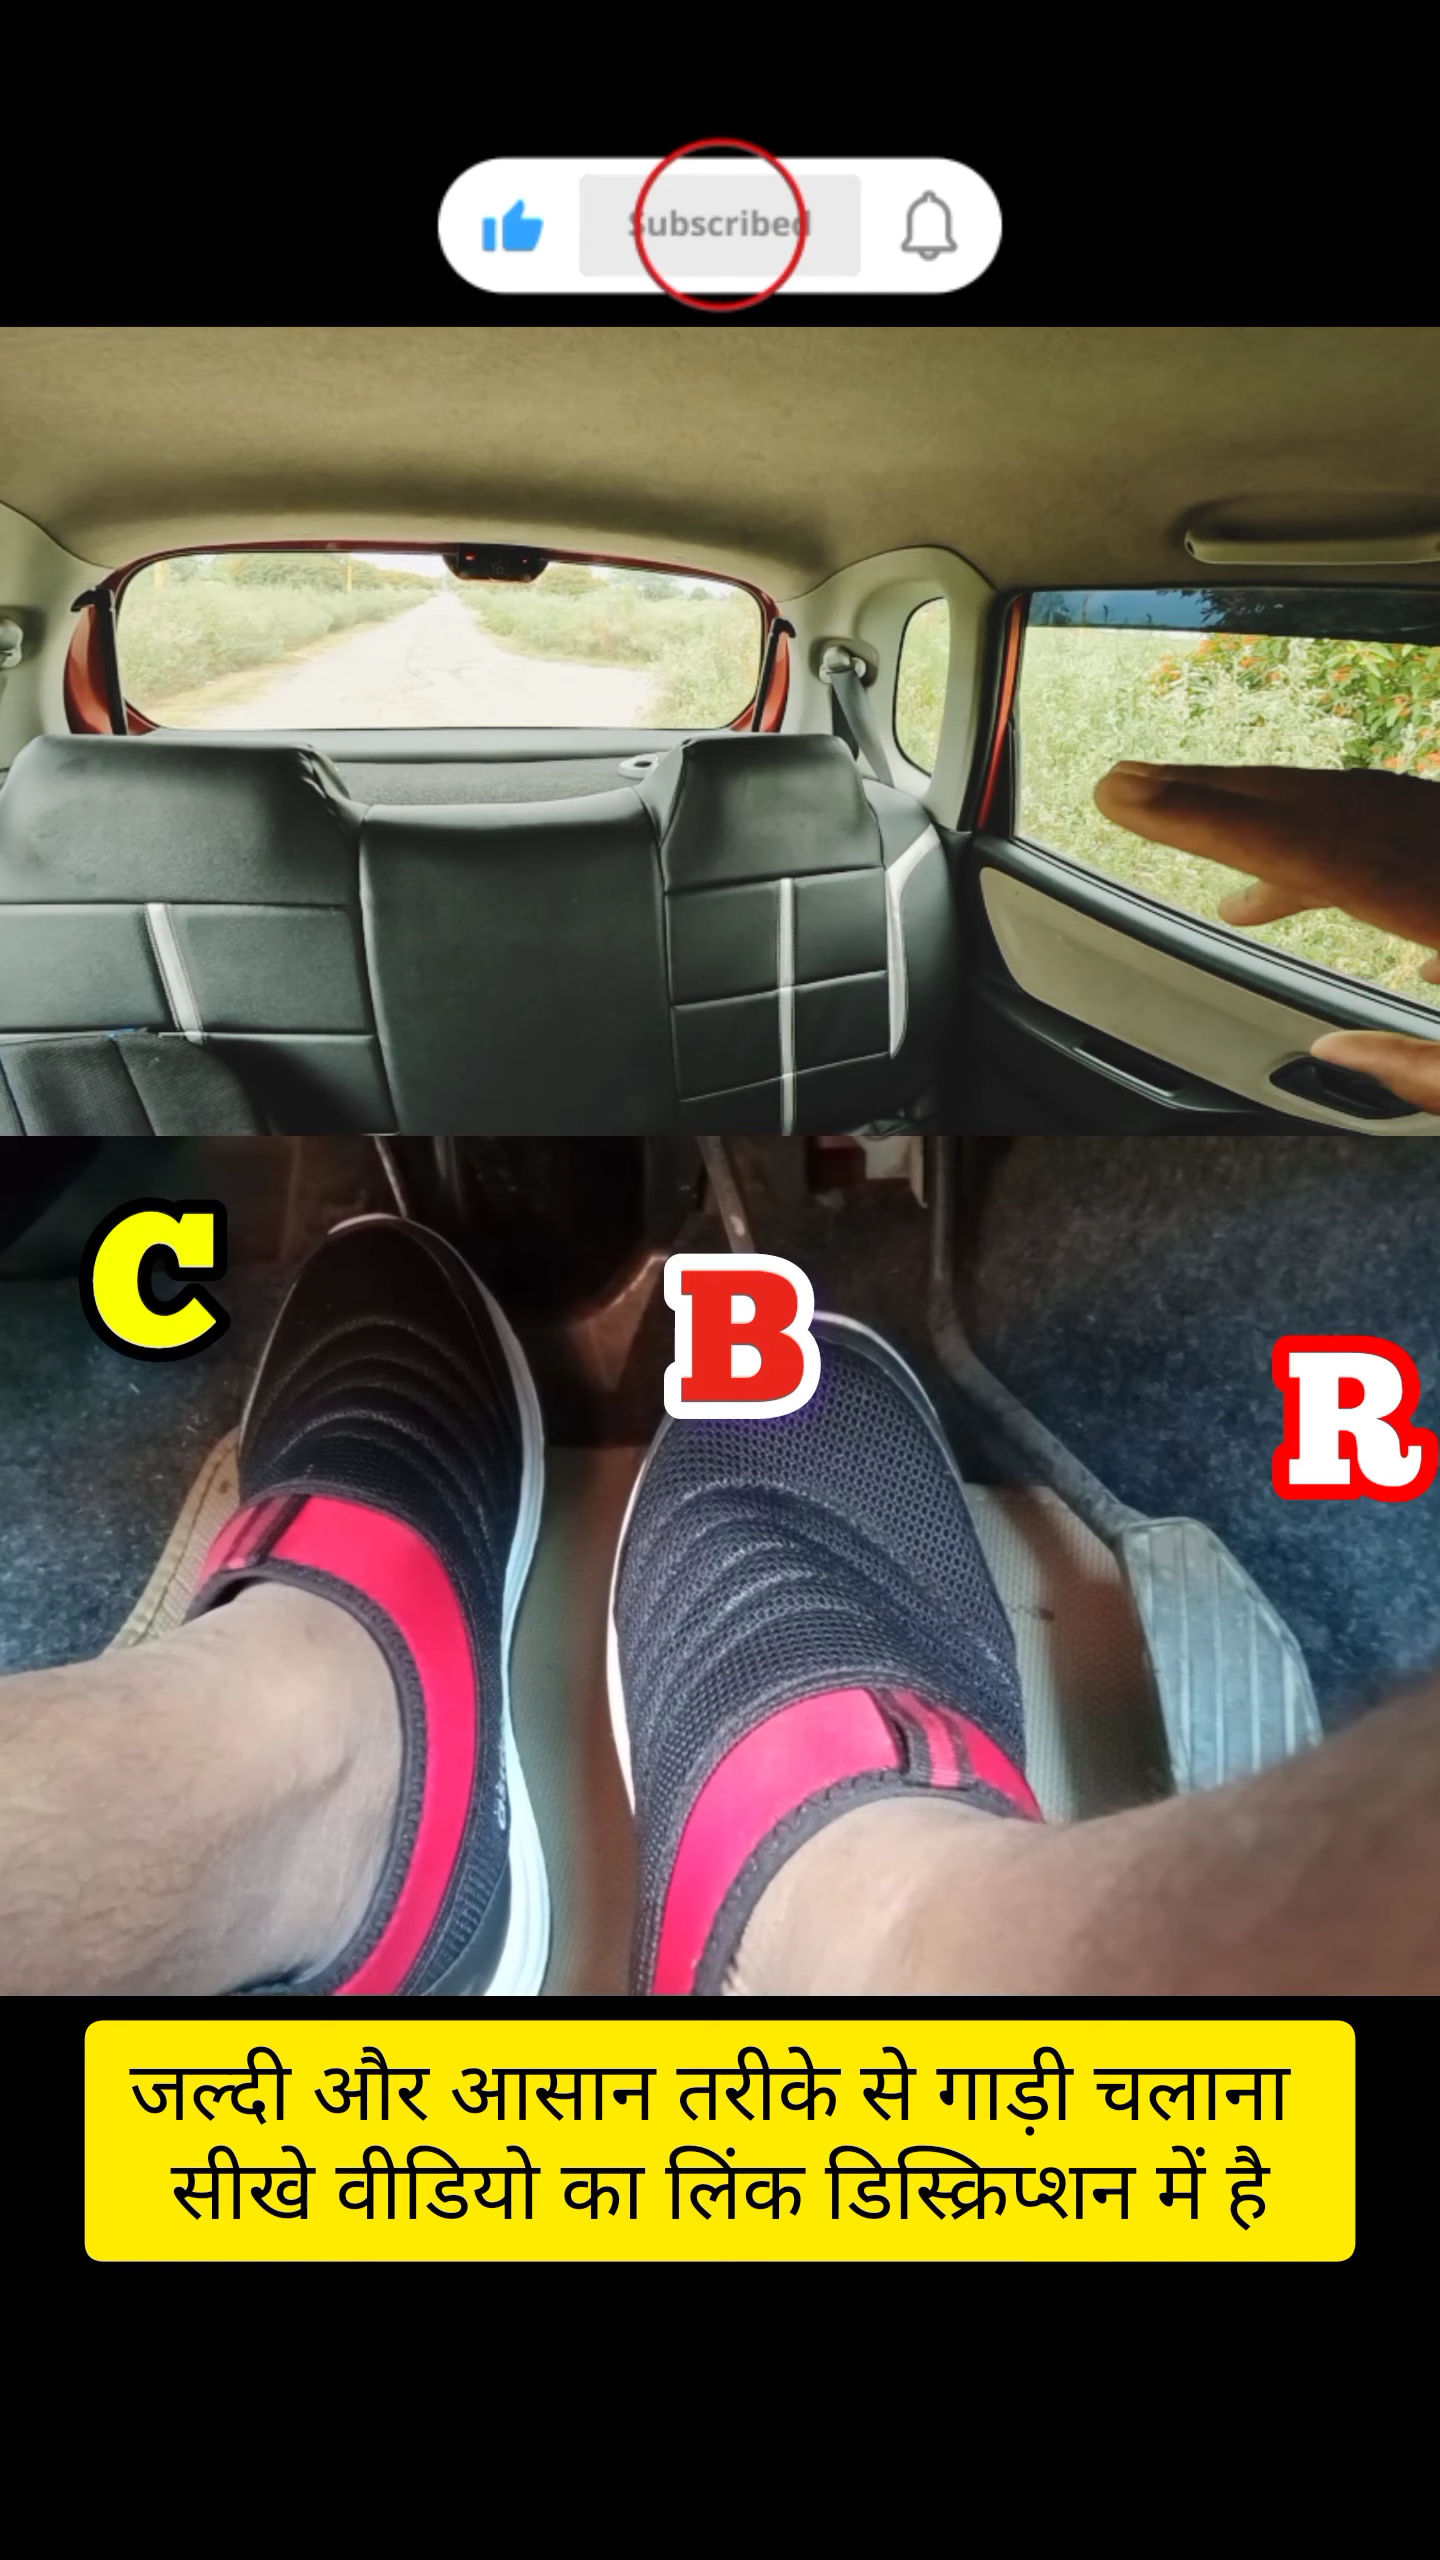 Subscribed
C
B
R
जल्दी और आसान तरीके से गाड़ी चलाना
सीखे वीडियो का लिंक डिस्क्रिप्शन में है